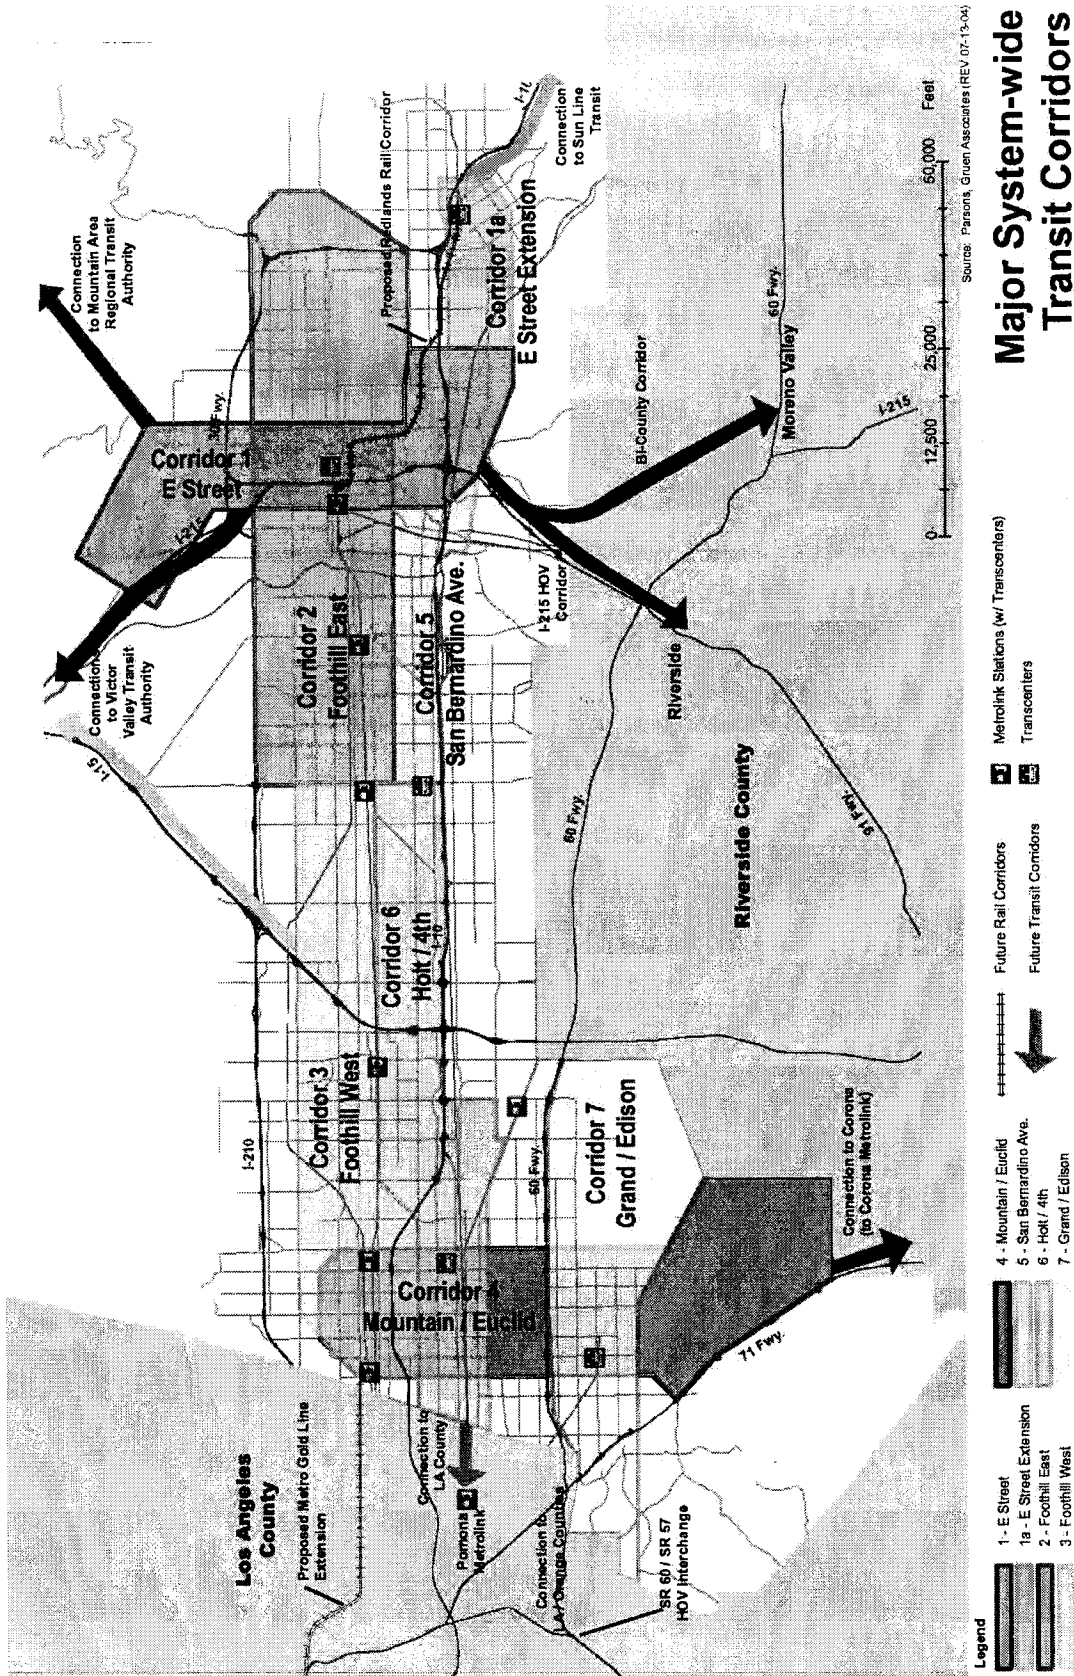 Major System-wide
Transit Corridors
Source: Parsons, Gruen Associates (REV 07-13-04)
0
12,500
25,000
50,000
Feet
Los Angeles
County
Proposed Metro Gold Line
Extension
Connection to
LA County
Pomona
Metrolink
Connection to
LA / Orange Counties
SR 60 / SR 57
HOV Interchange
I-210
Corridor 4
Mountain / Euclid
71 Fwy.
Connection to Corona
(to Corona Metrolink)
Corridor 3
Foothill West
60 Fwy.
Corridor 7
Grand / Edison
Corridor 6
Holt / 4th
I-10
I-15
Connection
to Victor
Valley Transit
Authority
Corridor 2
Foothill East
Corridor 5
San Bernardino Ave.
60 Fwy.
Riverside County
91 Fwy.
Riverside
I-215 HOV
Corridor
Corridor 1
E Street
Connection
to Mountain Area
Regional Transit
Authority
Proposed Redlands Rail Corridor
Corridor 1a
E Street Extension
Connection
to Sun Line
Transit
Bi-County Corridor
Moreno Valley
60 Fwy.
I-215
Legend
1 - E Street
1a - E Street Extension
2 - Foothill East
3 - Foothill West
4 - Mountain / Euclid
5 - San Bernardino Ave.
6 - Holt / 4th
7 - Grand / Edison
Future Rail Corridors
Future Transit Corridors
Metrolink Stations (w/ Transcenters)
Transcenters